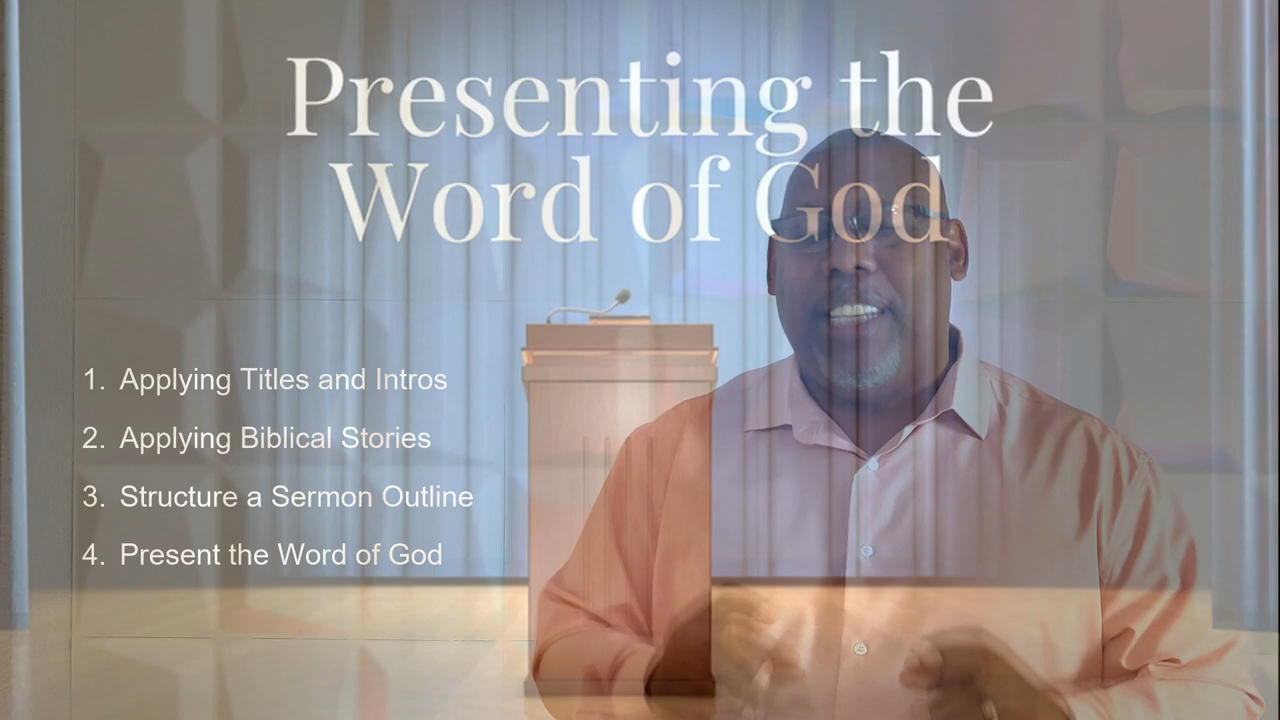 Presenting the
Word of God
1. Applying Titles and Intros
2. Applying Biblical Stories
3. Structure a Sermon Outline
4. Present the Word of God